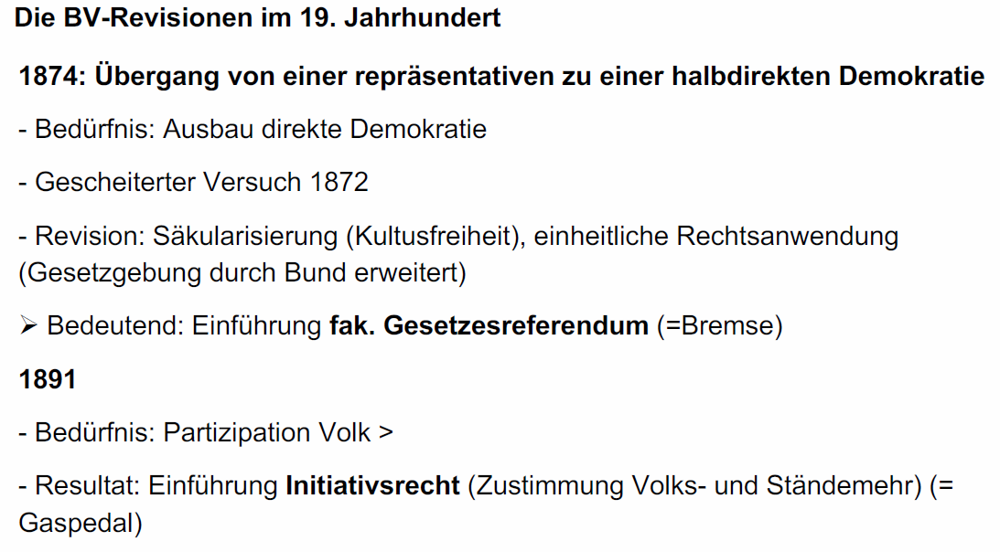 Die BV-Revisionen im 19. Jahrhundert
1874: Übergang von einer repräsentativen zu einer halbdirekten Demokratie
- Bedürfnis: Ausbau direkte Demokratie
- Gescheiterter Versuch 1872
- Revision: Säkularisierung (Kultusfreiheit), einheitliche Rechtsanwendung
(Gesetzgebung durch Bund erweitert)
➢ Bedeutend: Einführung fak. Gesetzesreferendum (=Bremse)
1891
- Bedürfnis: Partizipation Volk >
- Resultat: Einführung Initiativsrecht (Zustimmung Volks- und Ständemehr) (=
Gaspedal)